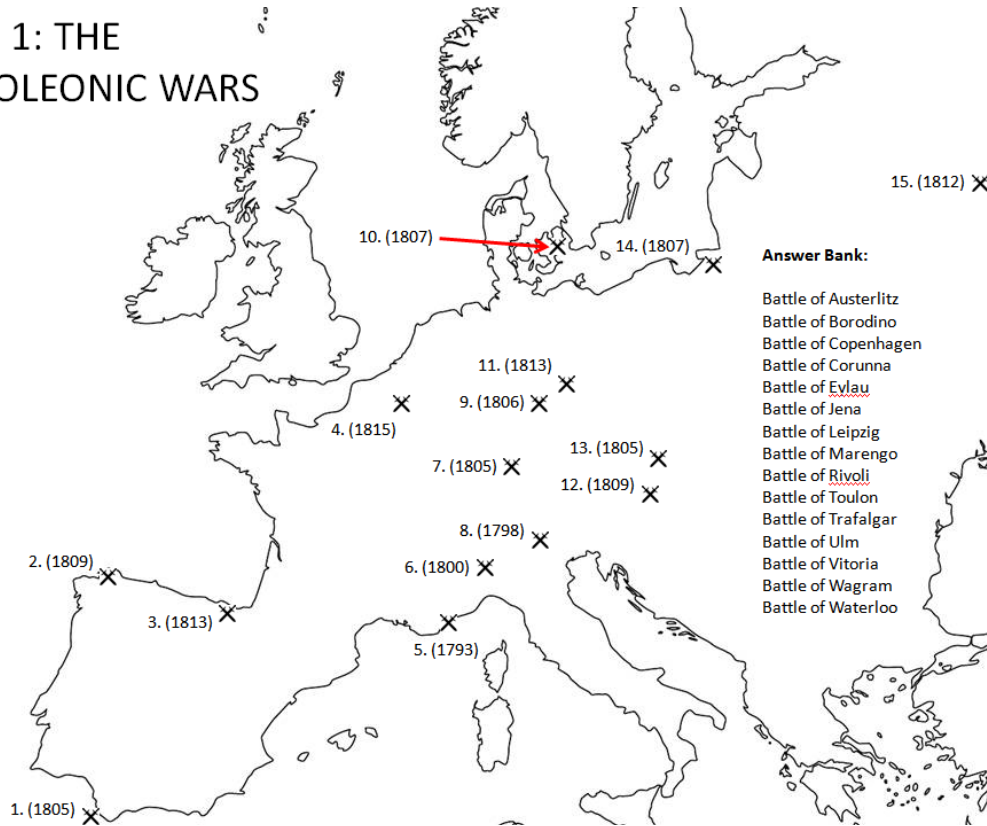 1: THE
OLEONIC WARS
15. (1812)
10. (1807)
14. (1807)
Answer Bank:
Battle of Austerlitz
Battle of Borodino
Battle of Copenhagen
Battle of Corunna
Battle of Eylau
Battle of Jena
Battle of Leipzig
Battle of Marengo
Battle of Rivoli
Battle of Toulon
Battle of Trafalgar
Battle of Ulm
Battle of Vitoria
Battle of Wagram
Battle of Waterloo
11. (1813)
9. (1806)
4. (1815)
13. (1805)
7. (1805)
12. (1809)
8. (1798)
2. (1809)
6. (1800)
3. (1813)
5. (1793)
1. (1805)